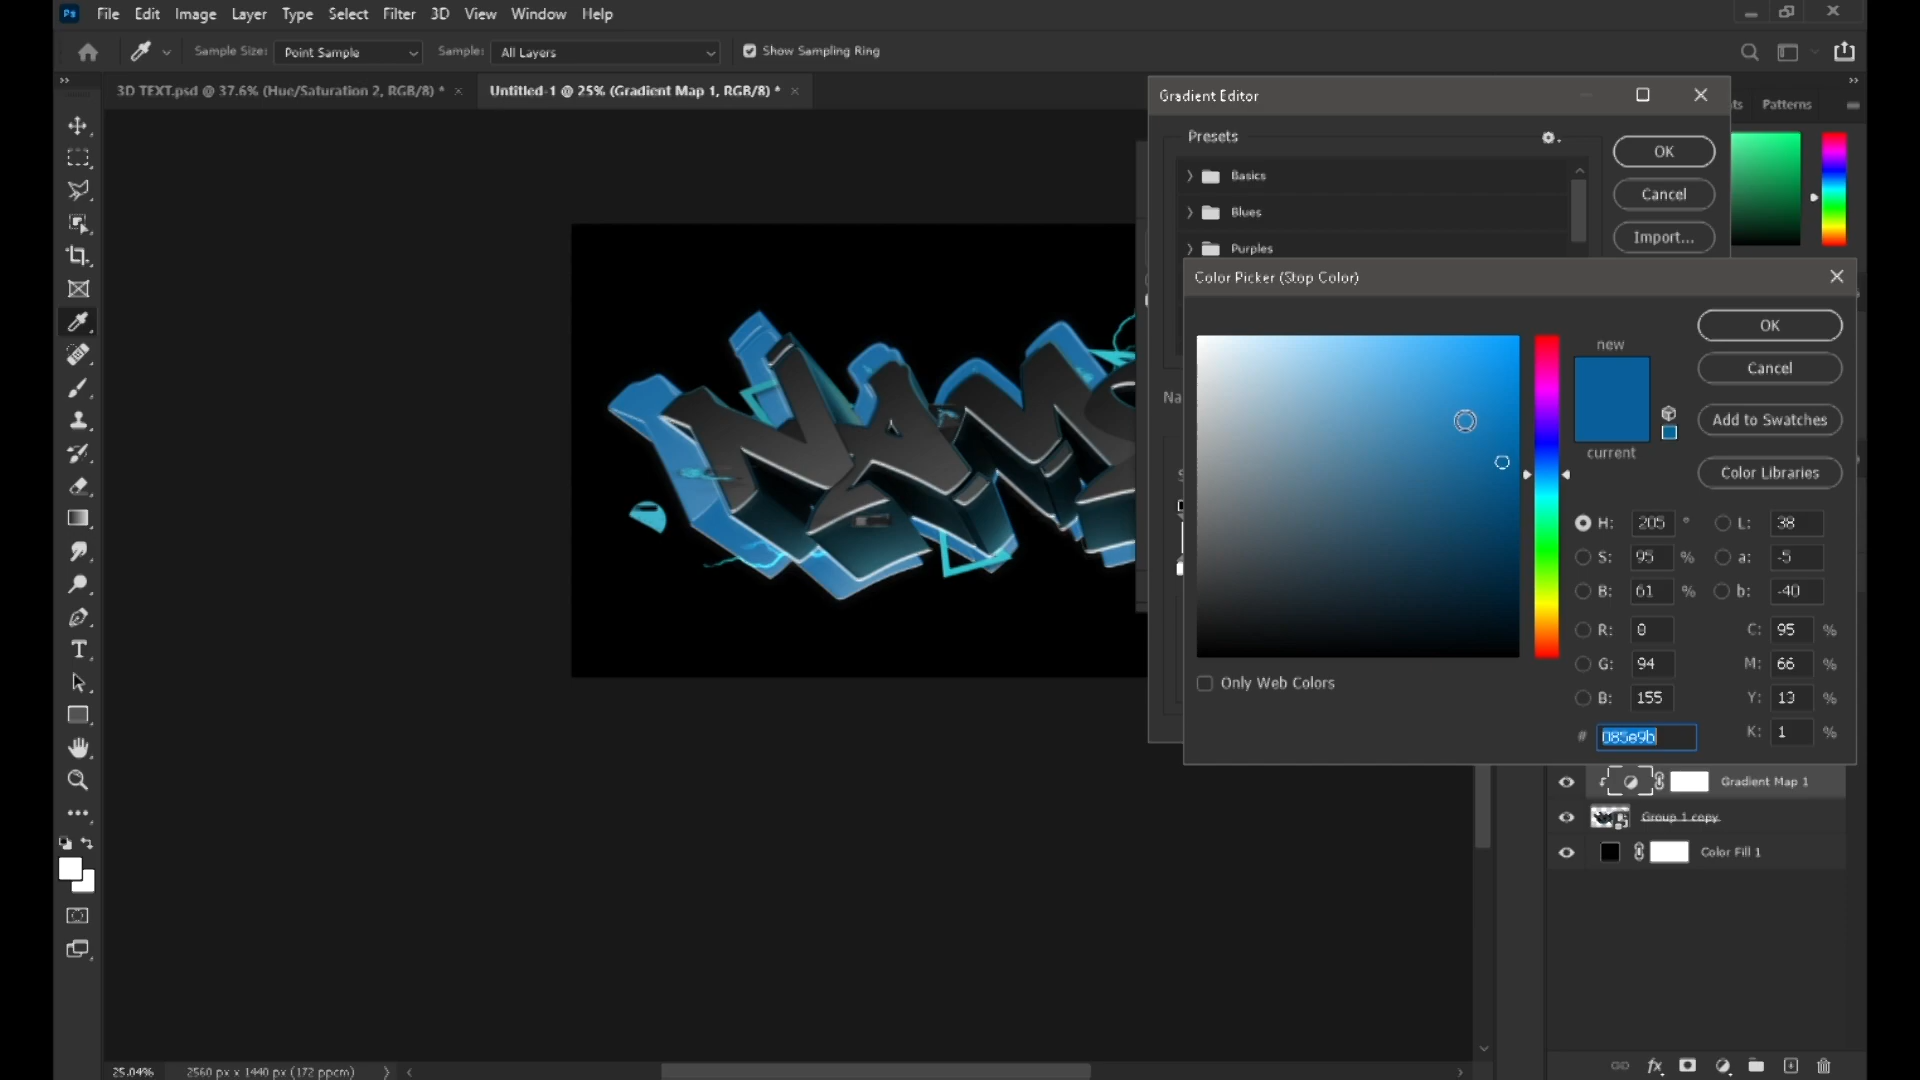 Ps File Edit Image Layer Type Select Filter 3D View Window Help
Sample Size: Point Sample Sample: All Layers Show Sampling Ring
3D TEXT.psd @ 37.6% (Hue/Saturation 2, RGB/8) * × Untitled-1 @ 25% (Gradient Map 1, RGB/8) * ×
Gradient Editor
Patterns
Presets
OK
Basics
Cancel
Blues
Import...
Purples
Color Picker (Stop Color)
OK
new
Cancel
Na
Add to Swatches
current
Color Libraries
H: 205 ° L: 38
S: 95 % a: -5
B: 61 % b: -40
R: 0 C: 95 %
G: 94 M: 66 %
B: 155 Y: 13 %
# 085e9b K: 1 %
Only Web Colors
NAMS
Gradient Map 1
Group 1 copy
Color Fill 1
fx
25.04% 2560 px x 1440 px (172 ppcm)